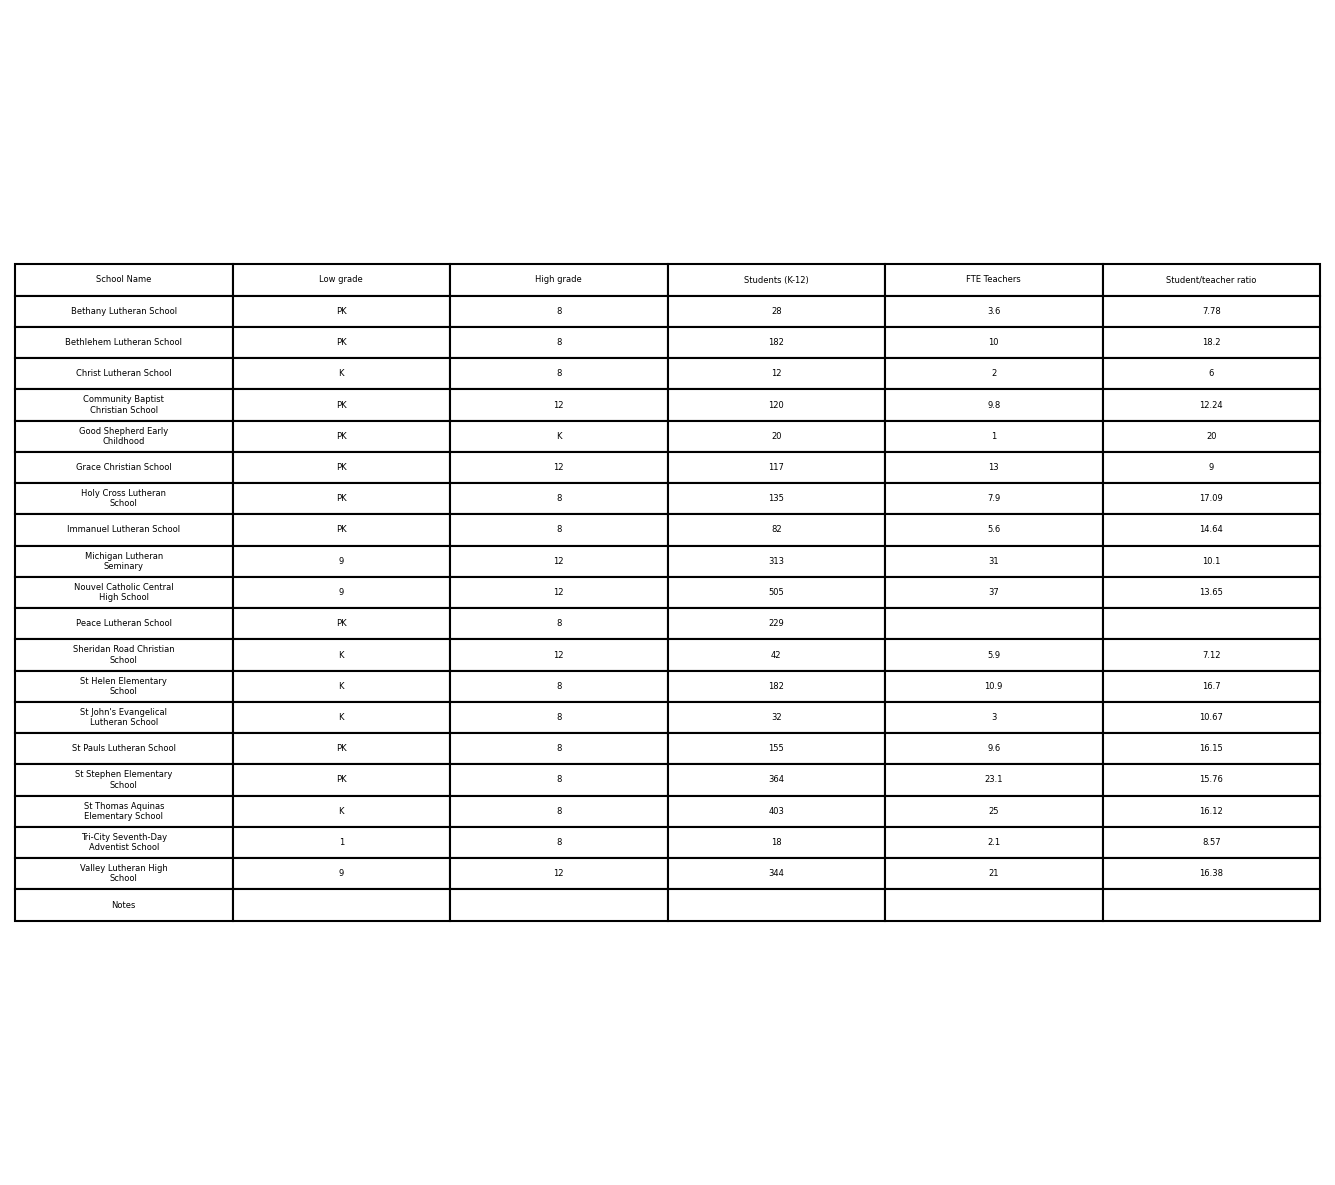 School Name Low grade High grade Students (K-12) FTE Teachers Student/teacher ratio
Bethany Lutheran School PK 8 28 3.6 7.78
Bethlehem Lutheran School PK 8 182 10 18.2
Christ Lutheran School K 8 12 2 6
Community Baptist
Christian School PK 12 120 9.8 12.24
Good Shepherd Early
Childhood PK K 20 1 20
Grace Christian School PK 12 117 13 9
Holy Cross Lutheran
School PK 8 135 7.9 17.09
Immanuel Lutheran School PK 8 82 5.6 14.64
Michigan Lutheran
Seminary 9 12 313 31 10.1
Nouvel Catholic Central
High School 9 12 505 37 13.65
Peace Lutheran School PK 8 229
Sheridan Road Christian
School K 12 42 5.9 7.12
St Helen Elementary
School K 8 182 10.9 16.7
St John's Evangelical
Lutheran School K 8 32 3 10.67
St Pauls Lutheran School PK 8 155 9.6 16.15
St Stephen Elementary
School PK 8 364 23.1 15.76
St Thomas Aquinas
Elementary School K 8 403 25 16.12
Tri-City Seventh-Day
Adventist School 1 8 18 2.1 8.57
Valley Lutheran High
School 9 12 344 21 16.38
Notes